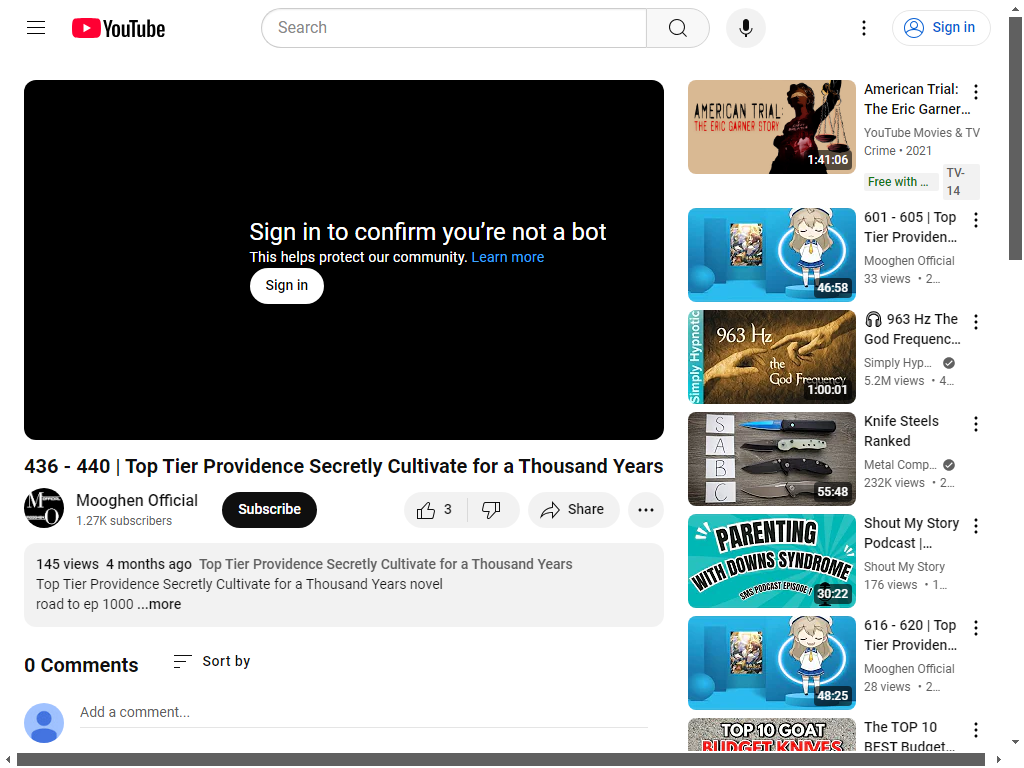 YouTube
Search
Sign in
Sign in to confirm you're not a bot
This helps protect our community. Learn more
Sign in
436 - 440 | Top Tier Providence Secretly Cultivate for a Thousand Years
Mooghen Official
1.27K subscribers
Subscribe
3
Share
145 views 4 months ago Top Tier Providence Secretly Cultivate for a Thousand Years
Top Tier Providence Secretly Cultivate for a Thousand Years novel
road to ep 1000 ...more
0 Comments
Sort by
Add a comment...
AMERICAN TRIAL:
THE ERIC GARNER STORY
1:41:06
American Trial:
The Eric Garner...
YouTube Movies & TV
Crime • 2021
Free with ...
TV-
14
46:58
601 - 605 | Top
Tier Providen...
Mooghen Official
33 views • 2...
Simply Hypnotic
963 Hz
the
God Frequency
1:00:01
🎧 963 Hz The
God Frequenc...
Simply Hyp...
5.2M views • 4...
S
A
B
C
55:48
Knife Steels
Ranked
Metal Comp...
232K views • 2...
PARENTING
WITH DOWNS SYNDROME
SMS PODCAST EPISODE 1
30:22
Shout My Story
Podcast |...
Shout My Story
176 views • 1...
48:25
616 - 620 | Top
Tier Providen...
Mooghen Official
28 views • 2...
TOP 10 GOAT
BUDGET KNIVES
The TOP 10
BEST Budget...